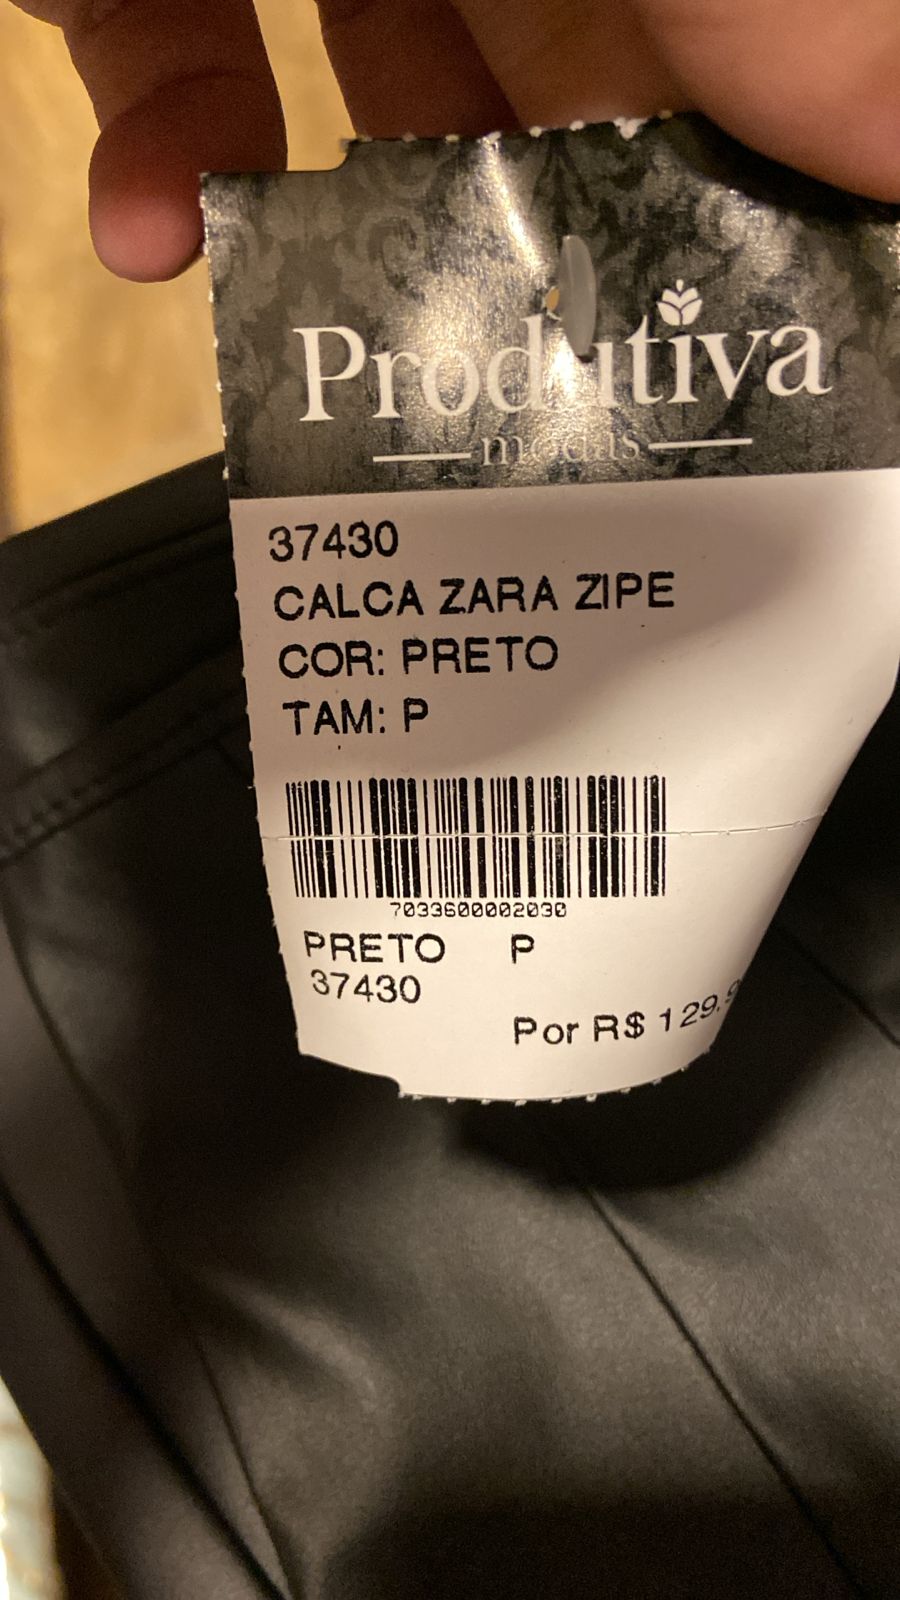 Produtiva
modas
37430
CALCA ZARA ZIPE
COR: PRETO
TAM: P
7033600002030
PRETO P
37430
Por R$ 129,9